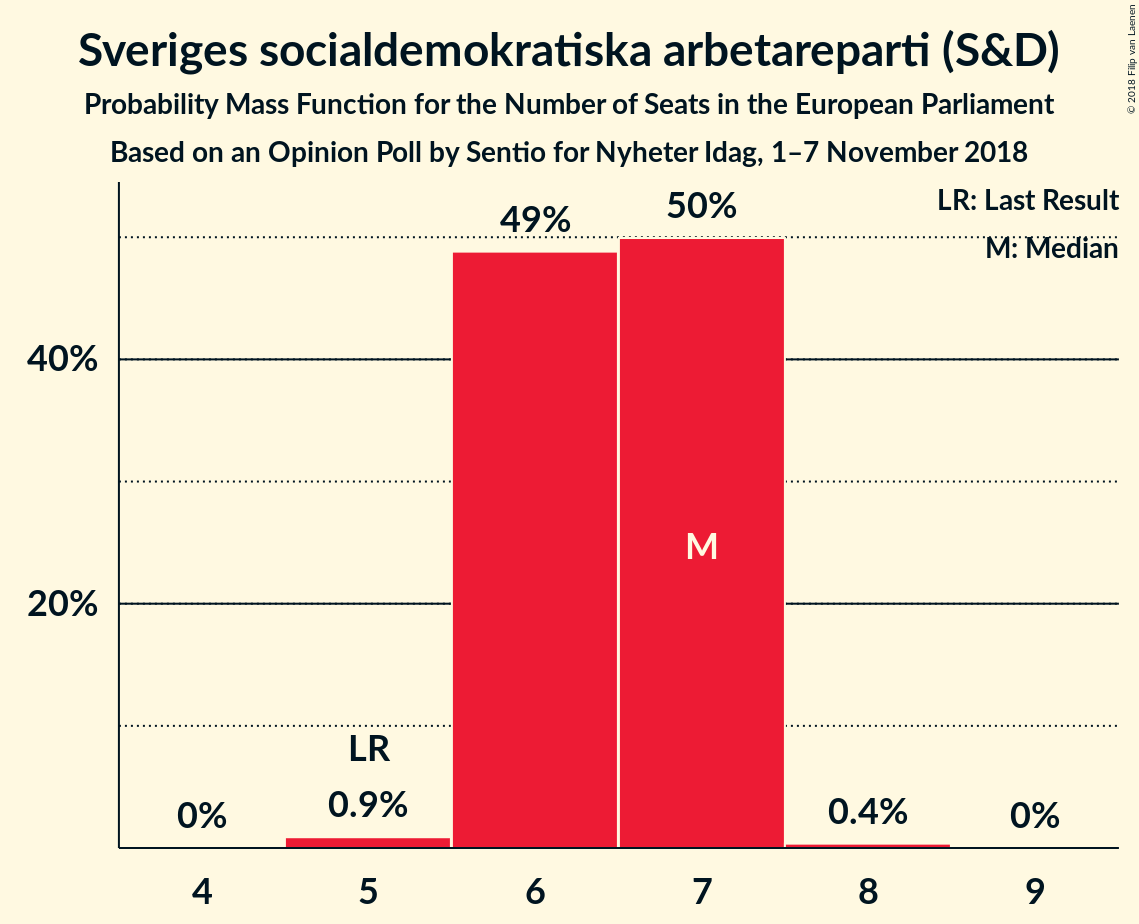 Sveriges socialdemokratiska arbetareparti (S&D)
Probability Mass Function for the Number of Seats in the European Parliament
Based on an Opinion Poll by Sentio for Nyheter Idag, 1–7 November 2018
© 2018 Filip van Laenen
LR: Last Result
M: Median
49%
50%
40%
M
20%
LR
0%
0.9%
0.4%
0%
4
5
6
7
8
9